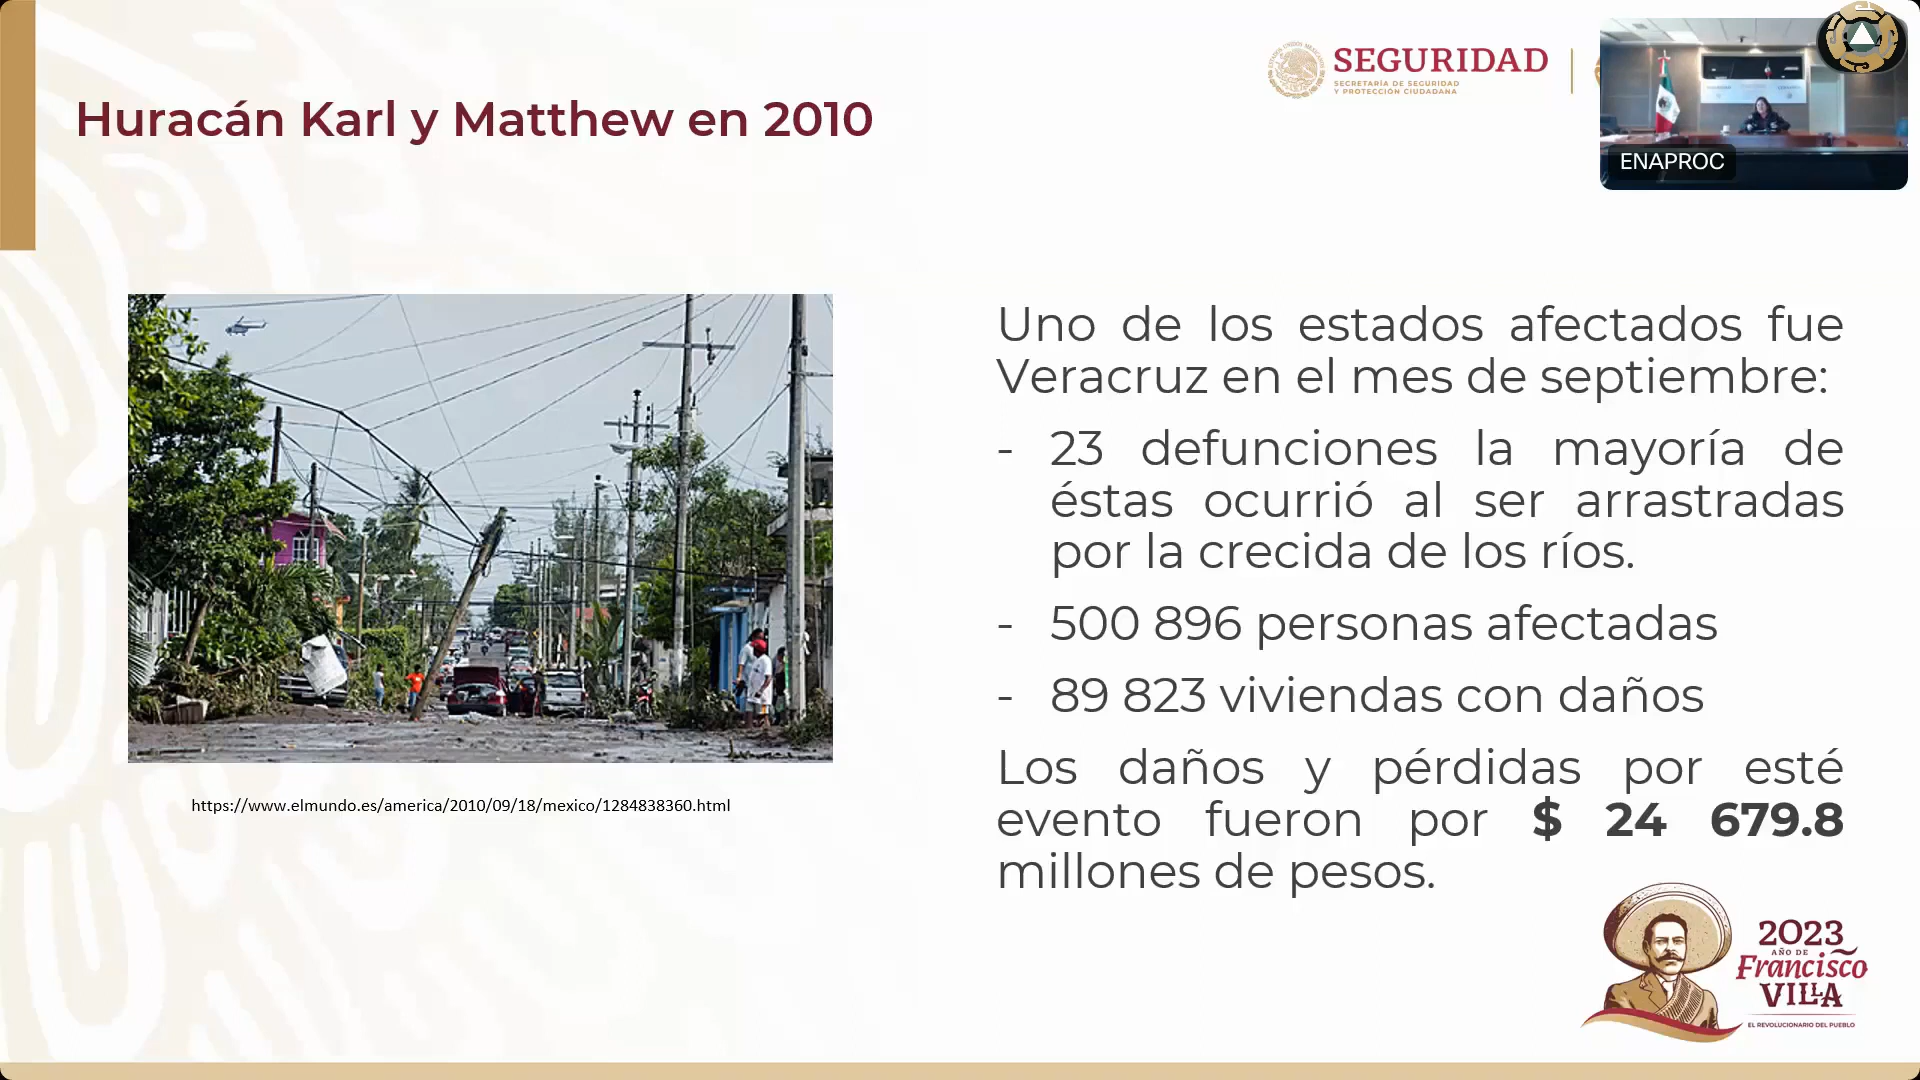 Huracán Karl y Matthew en 2010
SEGURIDAD
SECRETARÍA DE SEGURIDAD
Y PROTECCIÓN CIUDADANA
ENAPROC
Uno de los estados afectados fue
Veracruz en el mes de septiembre:
- 23 defunciones la mayoría de
éstas ocurrió al ser arrastradas
por la crecida de los ríos.
- 500 896 personas afectadas
- 89 823 viviendas con daños
Los daños y pérdidas por esté
evento fueron por $ 24 679.8
millones de pesos.
https://www.elmundo.es/america/2010/09/18/mexico/1284838360.html
2023
AÑO DE
Francisco
VILLA
EL REVOLUCIONARIO DEL PUEBLO